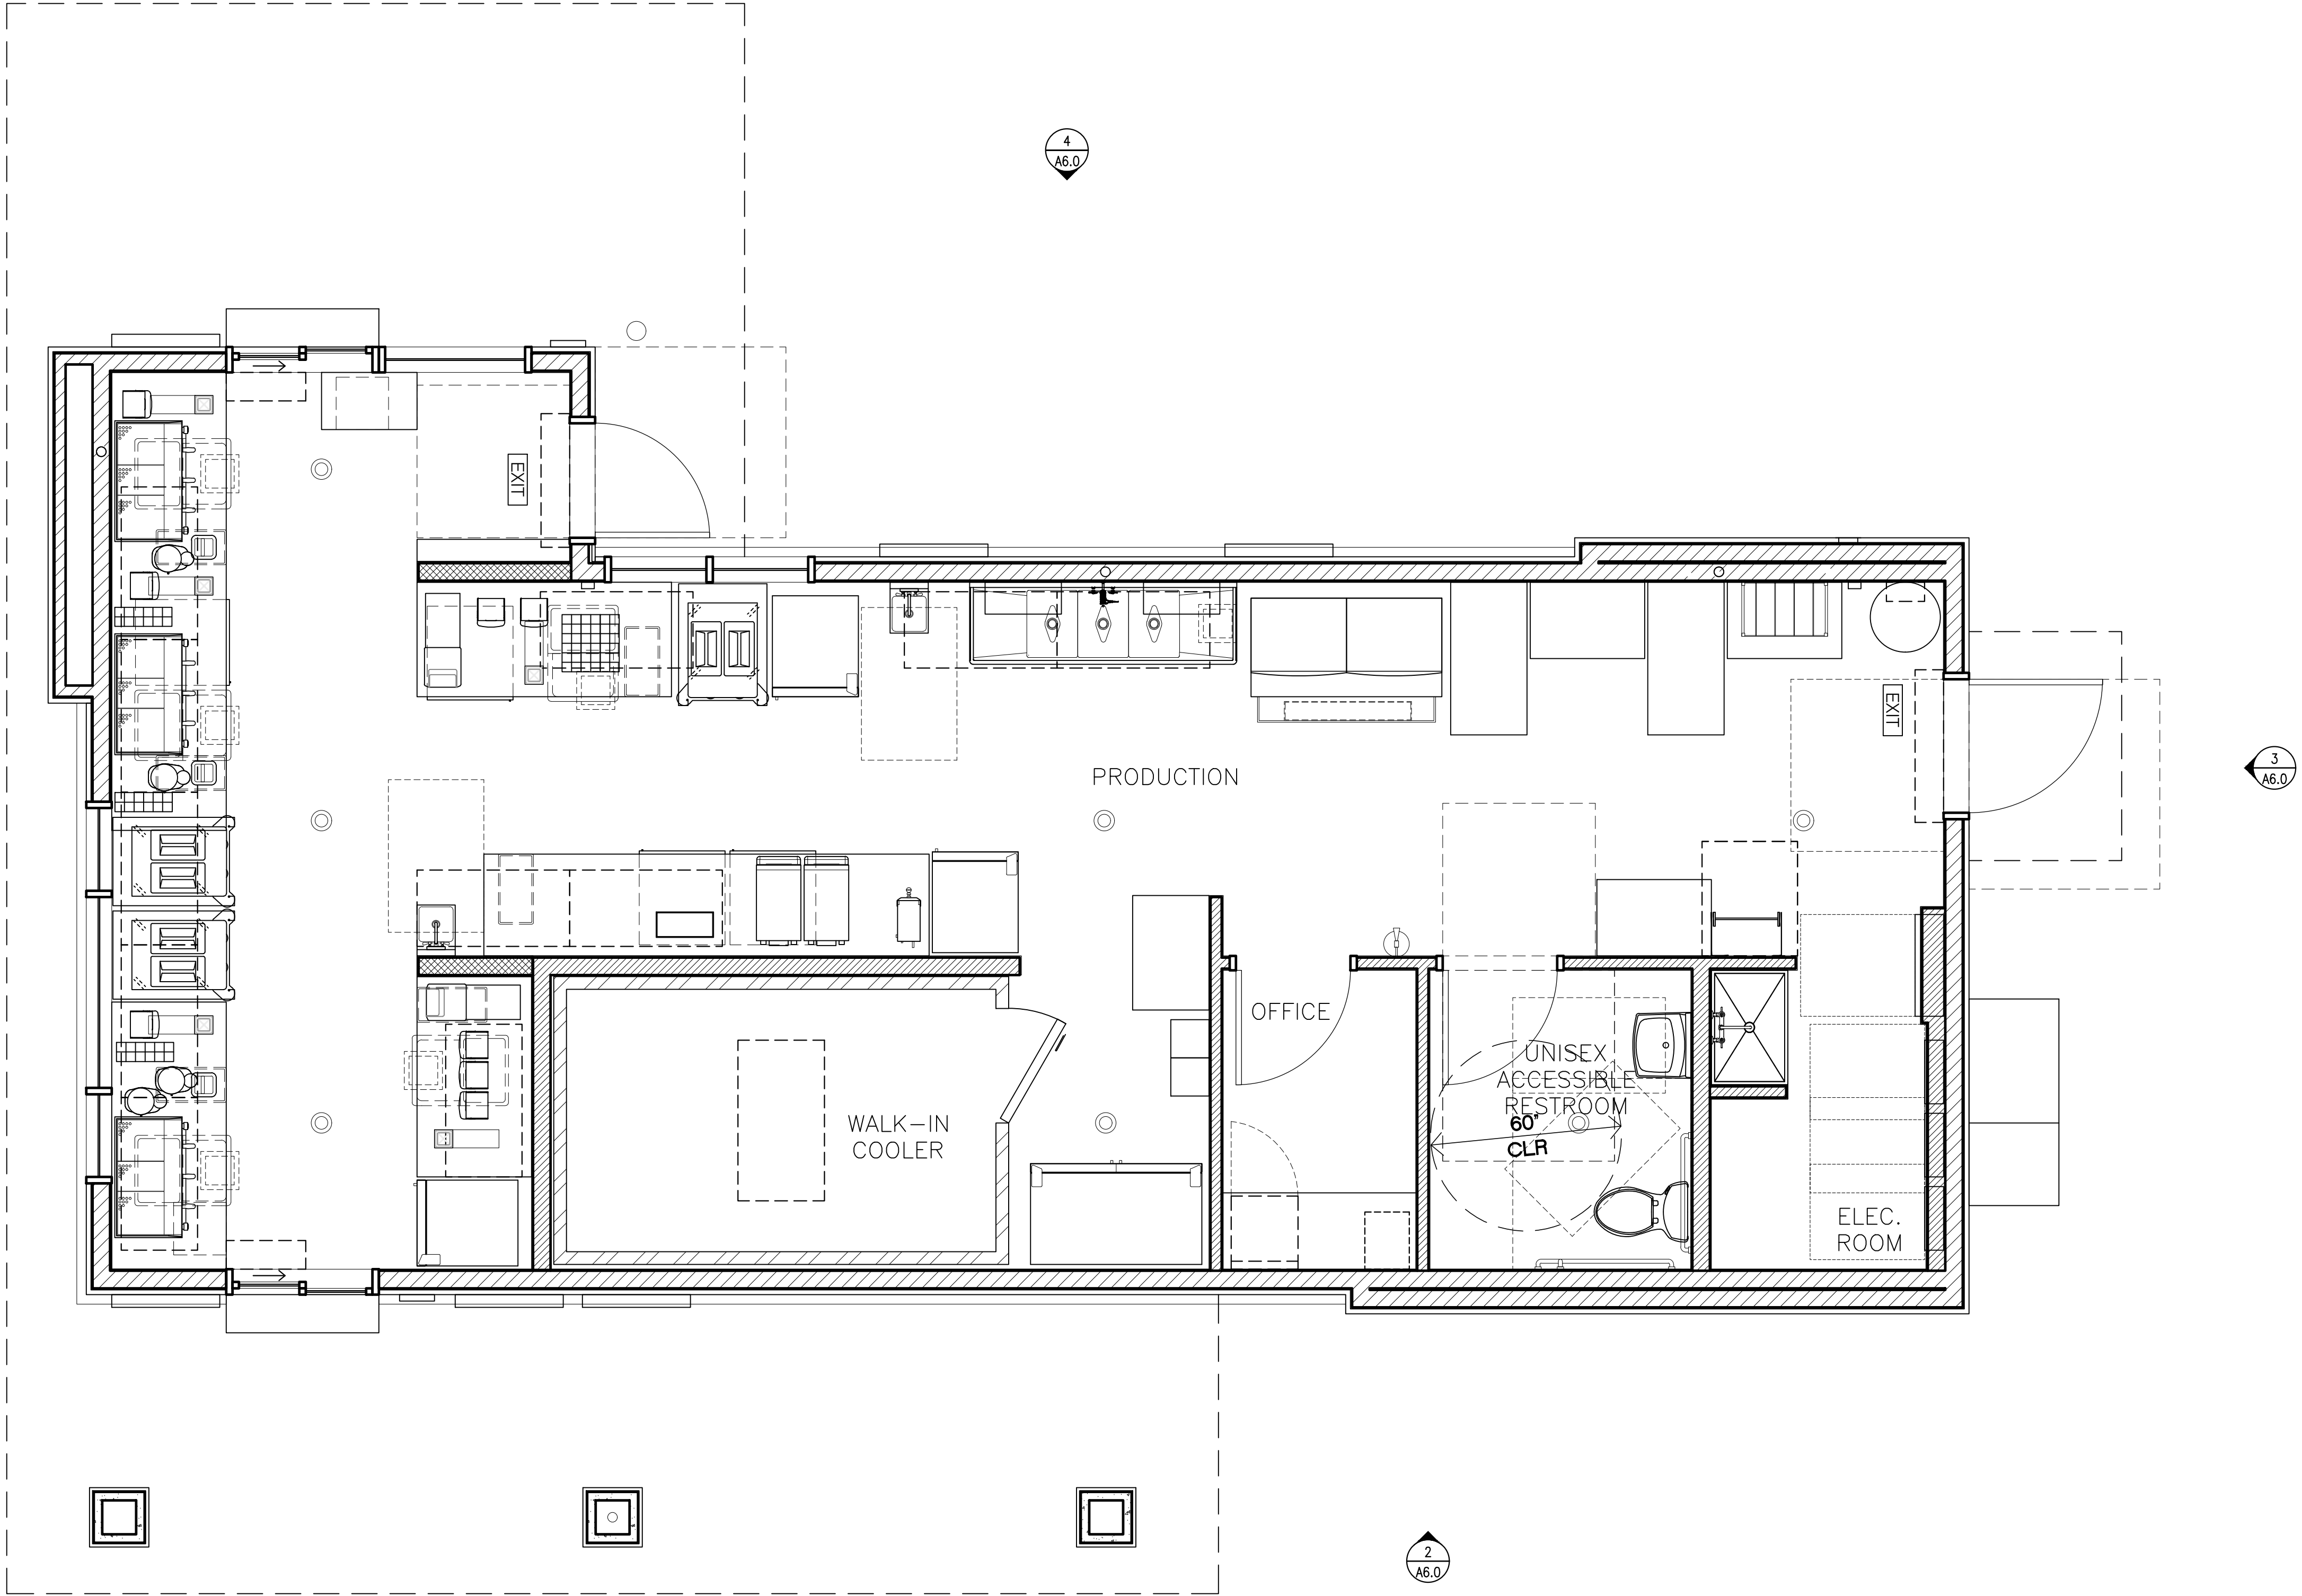 4
A6.0
EXIT
EXIT
PRODUCTION
3
A6.0
OFFICE
UNISEX
ACCESSIBLE
RESTROOM
60"
CLR
WALK-IN
COOLER
ELEC.
ROOM
2
A6.0